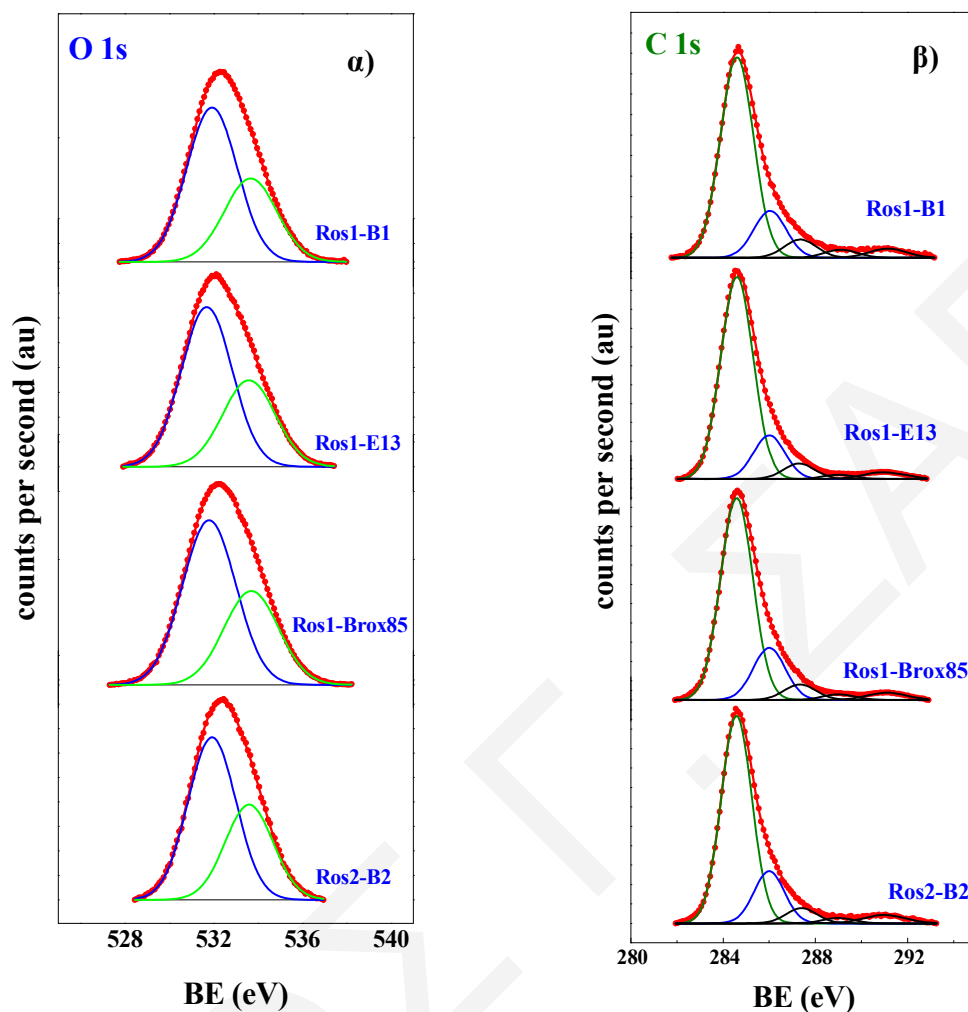 O 1s
α)
Ros1-B1
Ros1-E13
Ros1-Brox85
Ros2-B2
counts per second (au)
528 532 536 540
BE (eV)
C 1s
β)
Ros1-B1
Ros1-E13
Ros1-Brox85
Ros2-B2
counts per second (au)
280 284 288 292
BE (eV)